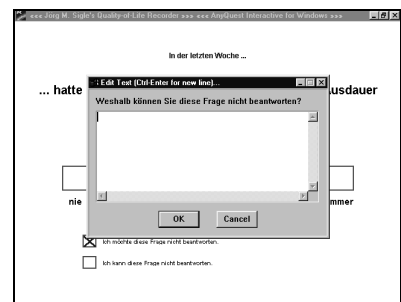 ««« Jörg M. Sigle's Quality-of-Life Recorder »»» ««« AnyQuest Interactive for Windows »»»
In der letzten Woche ...
... hatte
usdauer
Edit Text (Ctrl-Enter for new line)...
Weshalb können Sie diese Frage nicht beantworten?
OK
Cancel
nie
mmer
Ich möchte diese Frage nicht beantworten.
Ich kann diese Frage nicht beantworten.